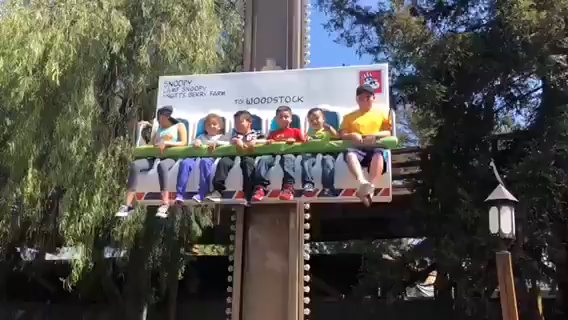 SNOOPY
CAMP SNOOPY
KNOTT'S BERRY FARM
TO: WOODSTOCK